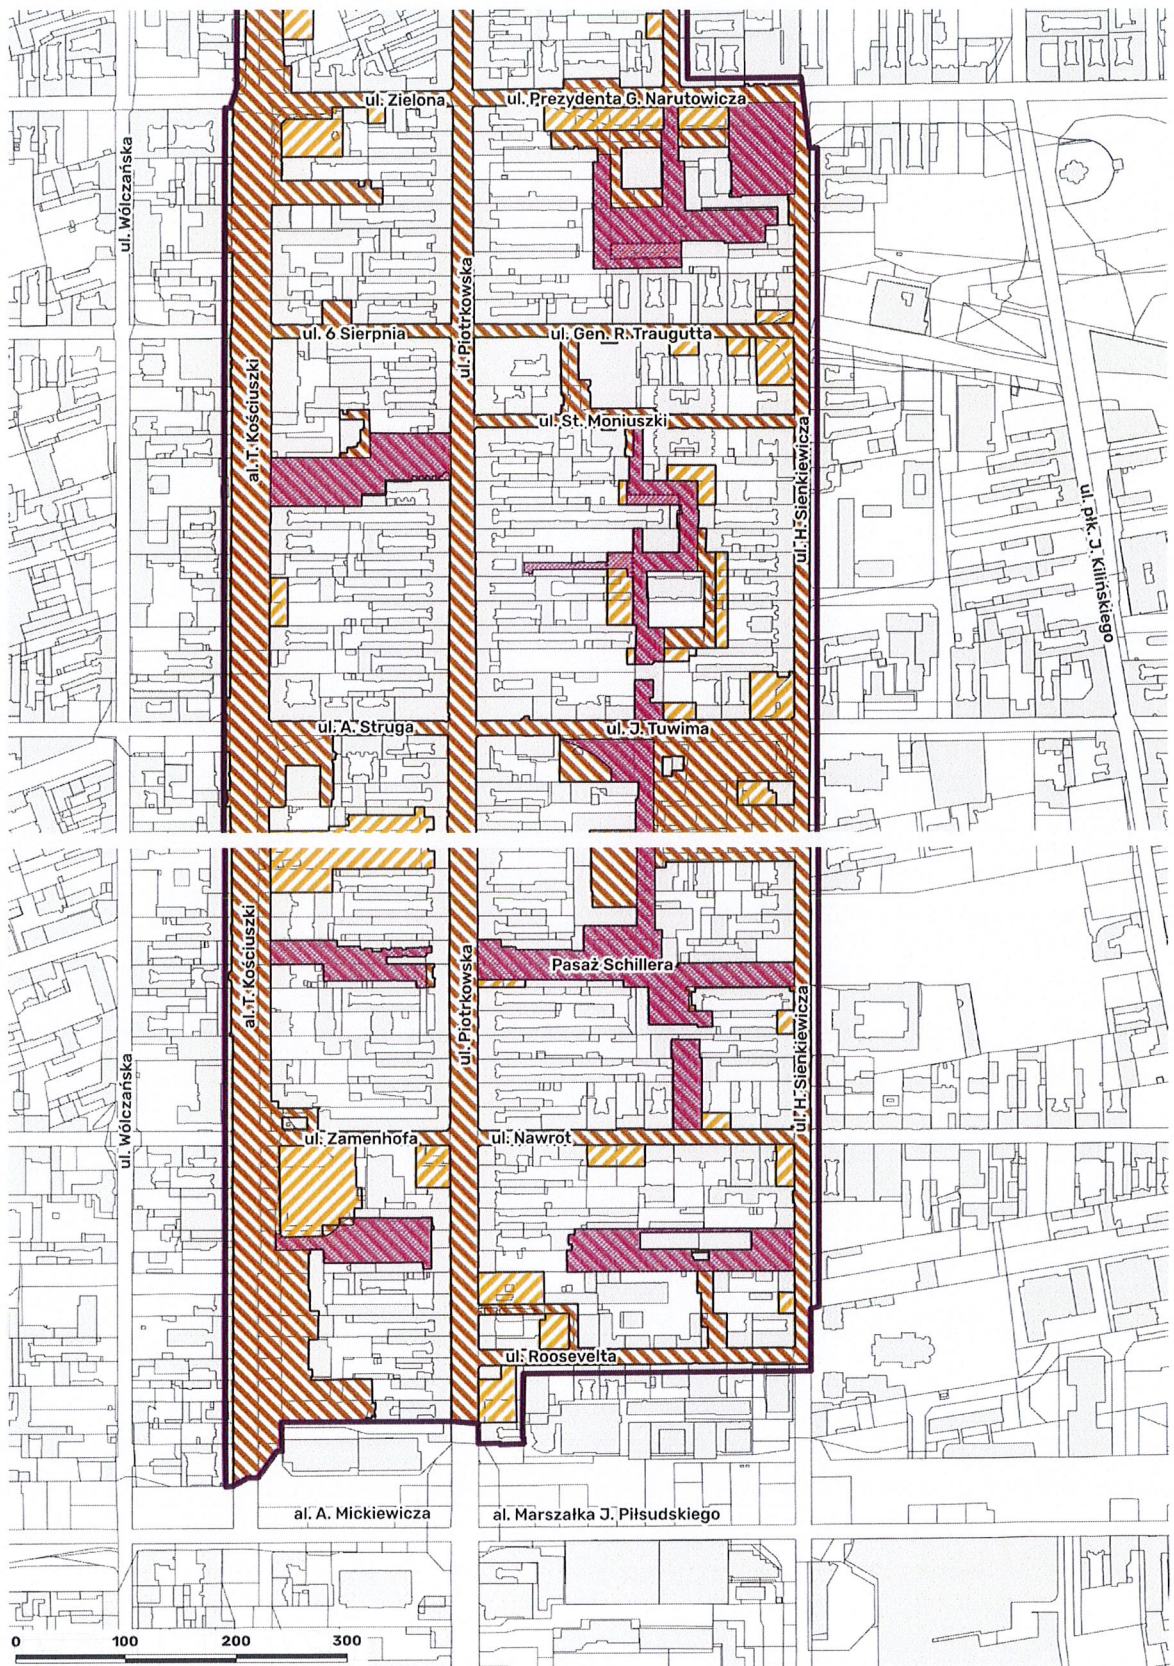 ul. Zielona
ul. Prezydenta G. Narutowicza
ul. Wólczańska
ul. Piotrkowska
ul. 6 Sierpnia
ul. Gen. R. Traugutta
al. T. Kościuszki
ul. St. Moniuszki
ul. H. Sienkiewicza
ul. płk. J. Kilińskiego
ul. A. Struga
ul. J. Tuwima
al. T. Kościuszki
ul. Piotrkowska
Pasaż Schillera
ul. H. Sienkiewicza
ul. Wólczańska
ul. Zamenhofa
ul. Nawrot
ul. Roosevelta
al. A. Mickiewicza
al. Marszałka J. Piłsudskiego
0 100 200 300